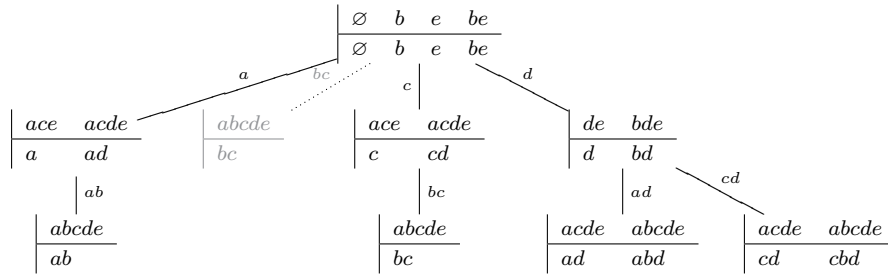 ∅ b e be
∅ b e be
a bc c d
ace acde abcde ace acde de bde
a ad bc c cd d bd
ab bc ad cd
abcde abcde acde abcde acde abcde
ab bc ad abd cd cbd